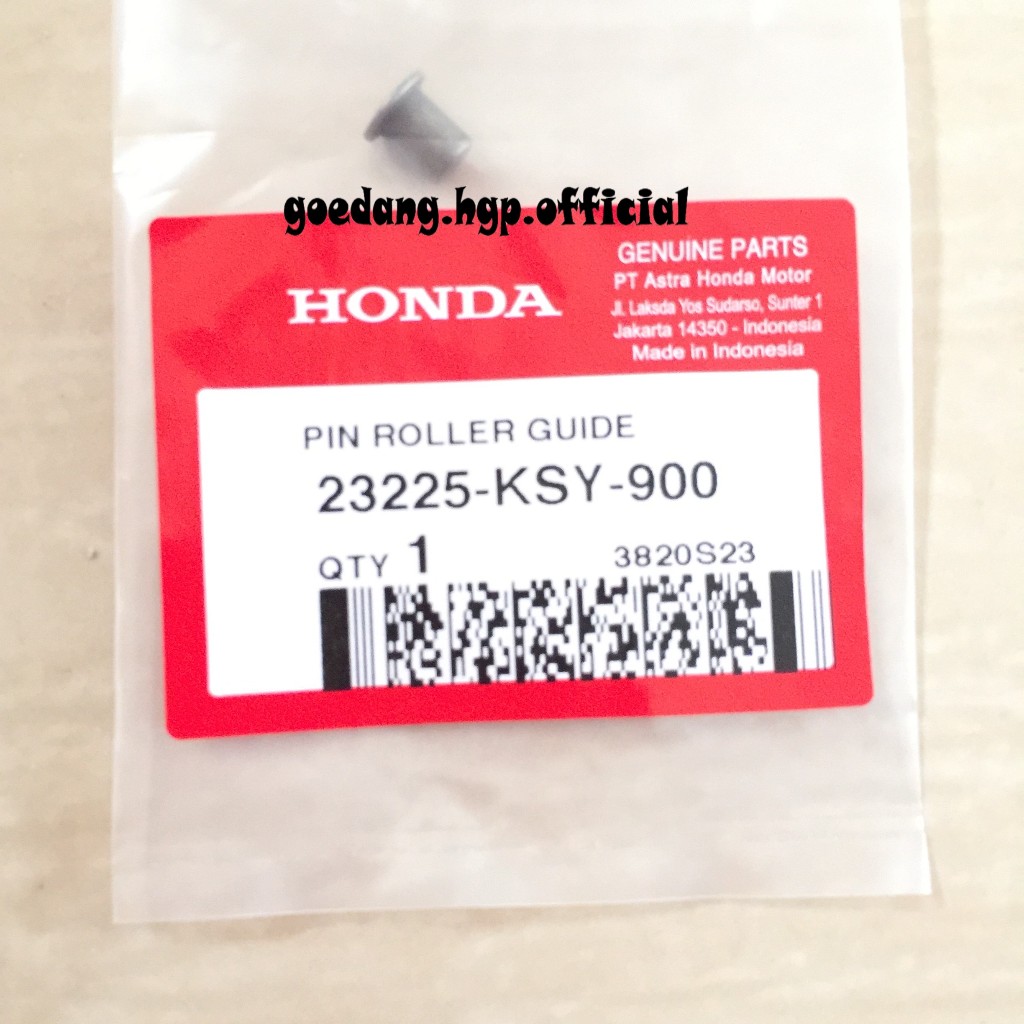 goedang.hgp.official
HONDA
GENUINE PARTS
PT Astra Honda Motor
Jl. Laksda Yos Sudarso, Sunter 1
Jakarta 14350 - Indonesia
Made in Indonesia
PIN ROLLER GUIDE
23225-KSY-900
QTY 1 3820S23